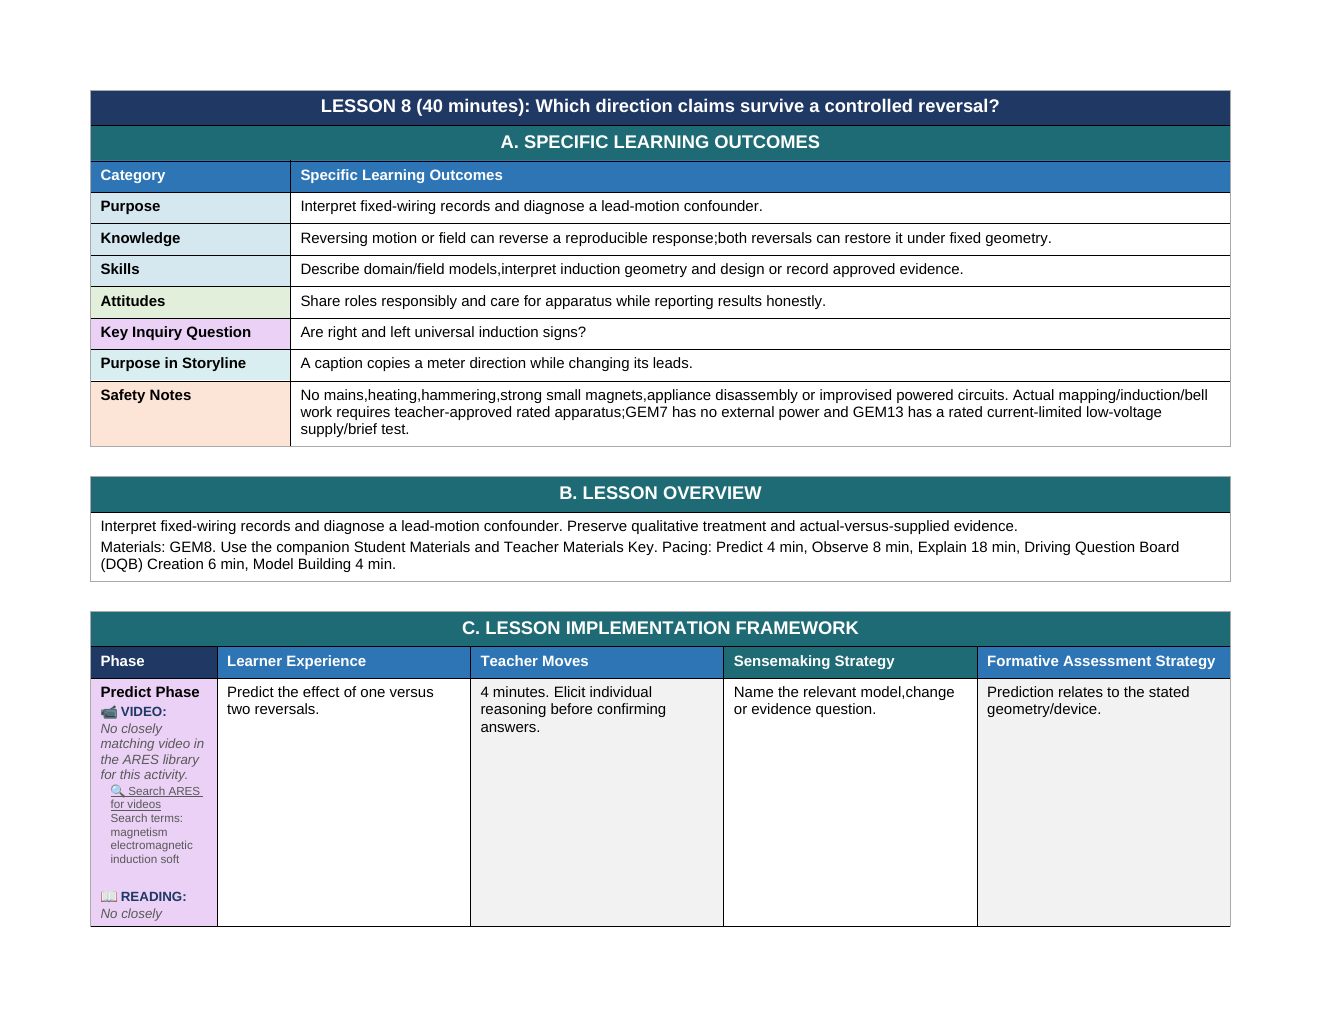 LESSON 8 (40 minutes): Which direction claims survive a controlled reversal?
A. SPECIFIC LEARNING OUTCOMES
Category Specific Learning Outcomes
Purpose Interpret fixed-wiring records and diagnose a lead-motion confounder.
Knowledge Reversing motion or field can reverse a reproducible response;both reversals can restore it under fixed geometry.
Skills Describe domain/field models,interpret induction geometry and design or record approved evidence.
Attitudes Share roles responsibly and care for apparatus while reporting results honestly.
Key Inquiry Question Are right and left universal induction signs?
Purpose in Storyline A caption copies a meter direction while changing its leads.
Safety Notes No mains,heating,hammering,strong small magnets,appliance disassembly or improvised powered circuits. Actual mapping/induction/bell
work requires teacher-approved rated apparatus;GEM7 has no external power and GEM13 has a rated current-limited low-voltage
supply/brief test.
B. LESSON OVERVIEW
Interpret fixed-wiring records and diagnose a lead-motion confounder. Preserve qualitative treatment and actual-versus-supplied evidence.
Materials: GEM8. Use the companion Student Materials and Teacher Materials Key. Pacing: Predict 4 min, Observe 8 min, Explain 18 min, Driving Question Board
(DQB) Creation 6 min, Model Building 4 min.
C. LESSON IMPLEMENTATION FRAMEWORK
Phase Learner Experience Teacher Moves Sensemaking Strategy Formative Assessment Strategy
Predict Phase
📹 VIDEO:
No closely
matching video in
the ARES library
for this activity.
🔍 Search ARES
for videos
Search terms:
magnetism
electromagnetic
induction soft
📖 READING:
No closely
Predict the effect of one versus
two reversals.
4 minutes. Elicit individual
reasoning before confirming
answers.
Name the relevant model,change
or evidence question.
Prediction relates to the stated
geometry/device.